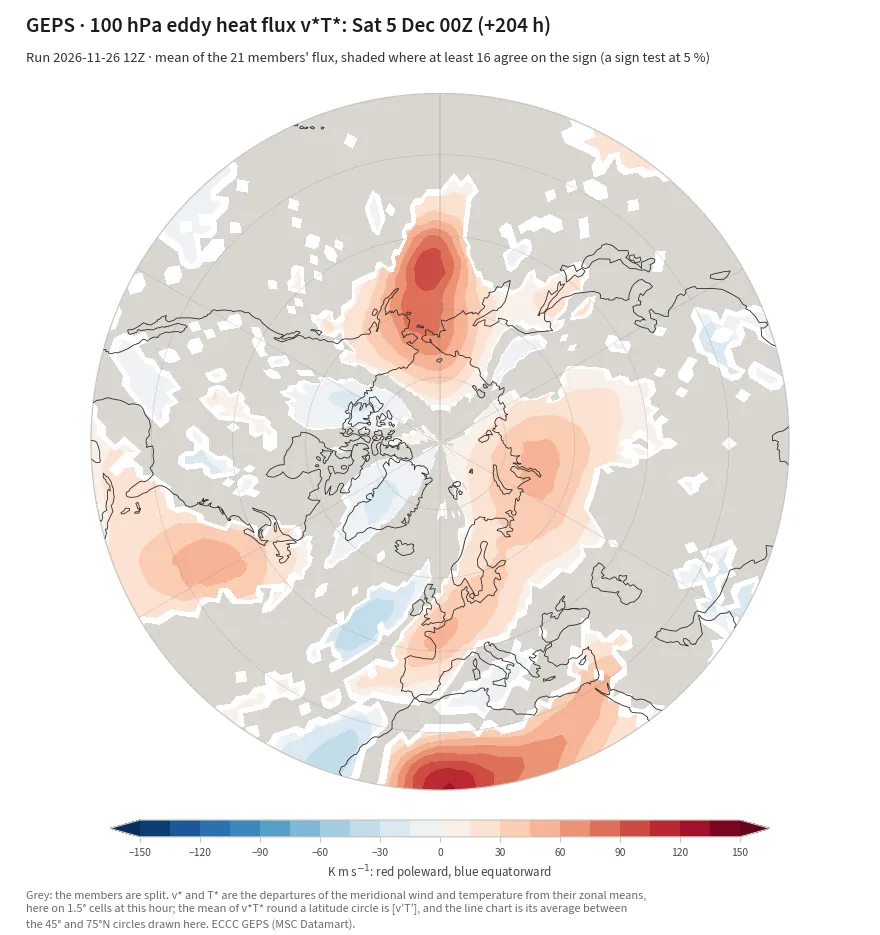 GEPS · 100 hPa eddy heat flux v*T*: Sat 5 Dec 00Z (+204 h)
Run 2026-11-26 12Z · mean of the 21 members' flux, shaded where at least 16 agree on the sign (a sign test at 5 %)
−150 −120 −90 −60 −30 0 30 60 90 120 150
K m s⁻¹: red poleward, blue equatorward
Grey: the members are split. v* and T* are the departures of the meridional wind and temperature from their zonal means,
here on 1.5° cells at this hour; the mean of v*T* round a latitude circle is [v'T'], and the line chart is its average between
the 45° and 75°N circles drawn here. ECCC GEPS (MSC Datamart).